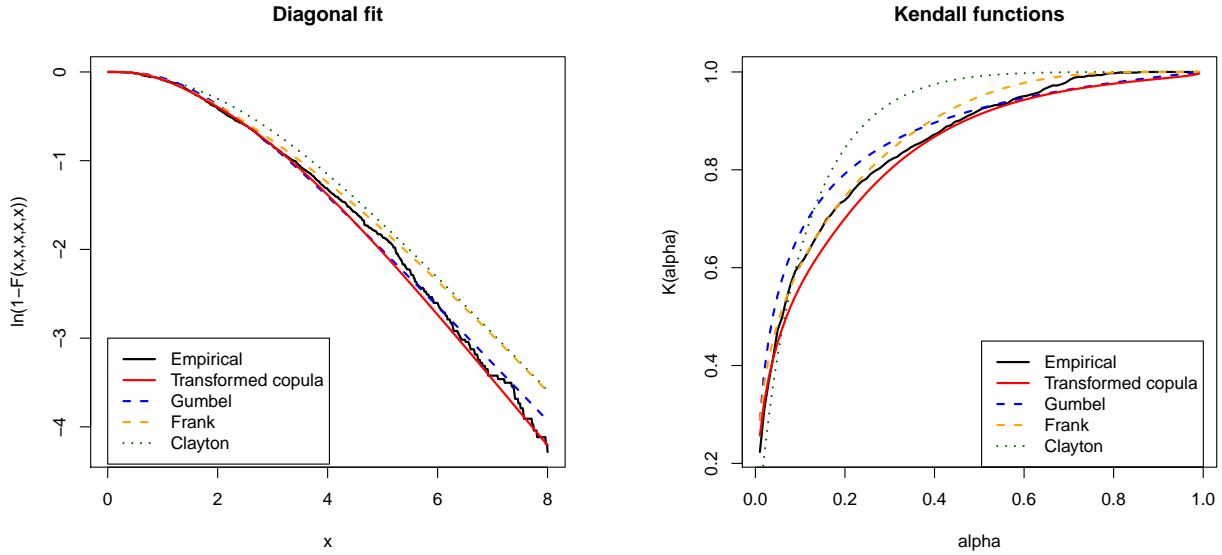 Diagonal fit
ln(1−F(x,x,x,x,x))
0
−1
−2
−3
−4
Empirical
Transformed copula
Gumbel
Frank
Clayton
0
2
4
6
8
x
Kendall functions
K(alpha)
1.0
0.8
0.6
0.4
0.2
Empirical
Transformed copula
Gumbel
Frank
Clayton
0.0
0.2
0.4
0.6
0.8
1.0
alpha